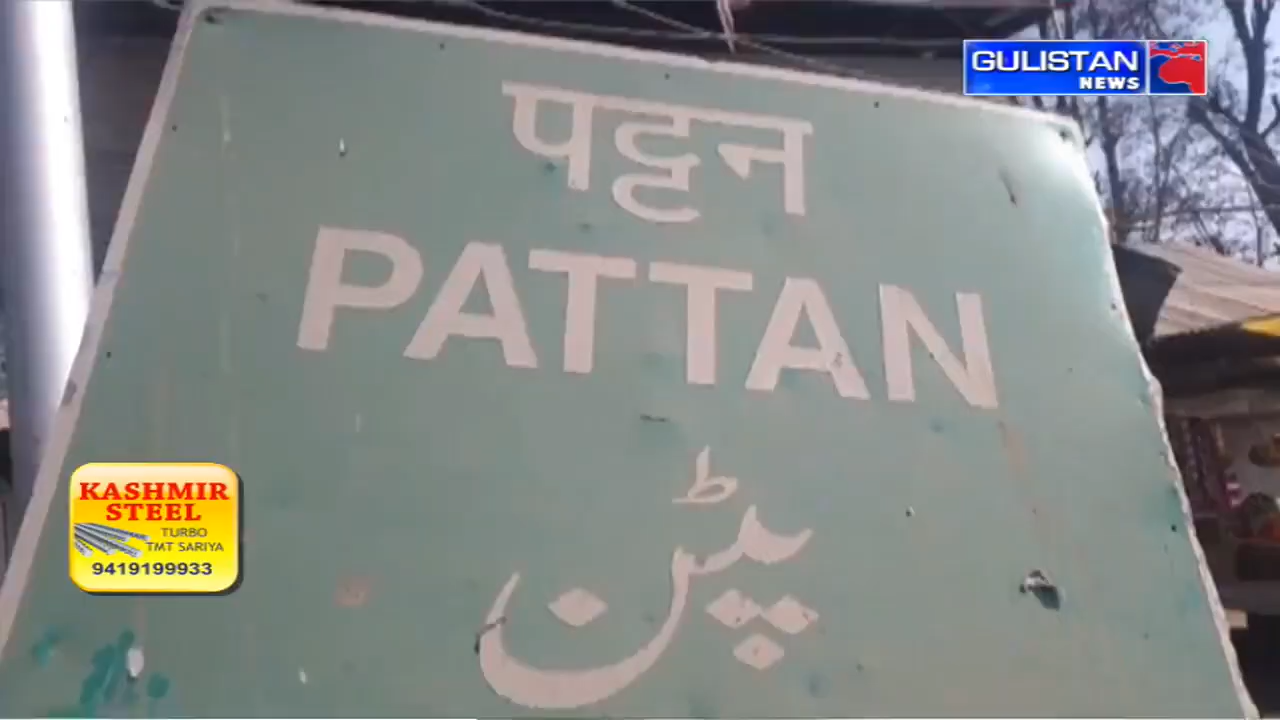 GULISTAN
NEWS
पट्टन
PATTAN
پٹن
KASHMIR
STEEL
TURBO
TMT SARIYA
9419199933